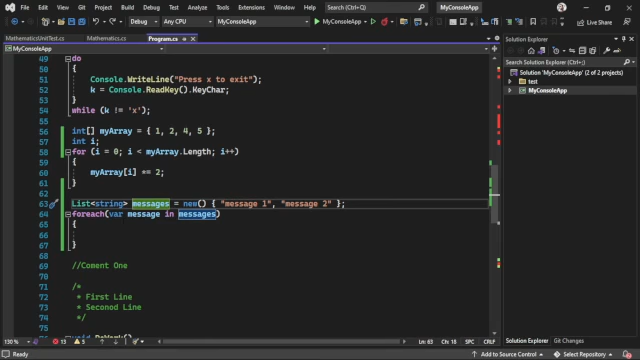 File Edit View Git Project Build Debug Test Analyze Tools Extensions Window Help Search MyConsoleApp
Debug Any CPU MyConsoleApp Live Share
MathematicsUnitTest.cs Mathematics.cs Program.cs Solution Explorer
MyConsoleApp
49 do
50 {
51 Console.WriteLine("Press x to exit");
52 k = Console.ReadKey().KeyChar;
53 }
54 while (k != 'x');
55
56 int[] myArray = { 1, 2, 4, 5 };
57 int i;
58 for (i = 0; i < myArray.Length; i++)
59 {
60 myArray[i] *= 2;
61 }
62
63 List<string> messages = new() { "message 1", "message 2" };
64 foreach(var message in messages)
65 {
66
67 }
68
69 //Coment One
70
71 /*
72 * First Line
73 * Seconod Line
74 */
75
void DoWork()
Search Solution Explorer
Solution 'MyConsoleApp' (2 of 2 projects)
test
MyConsoleApp
130 % 13 5 Ln: 63 SPC CRLF
Solution Explorer Git Changes
Ready Add to Source Control Select Repository